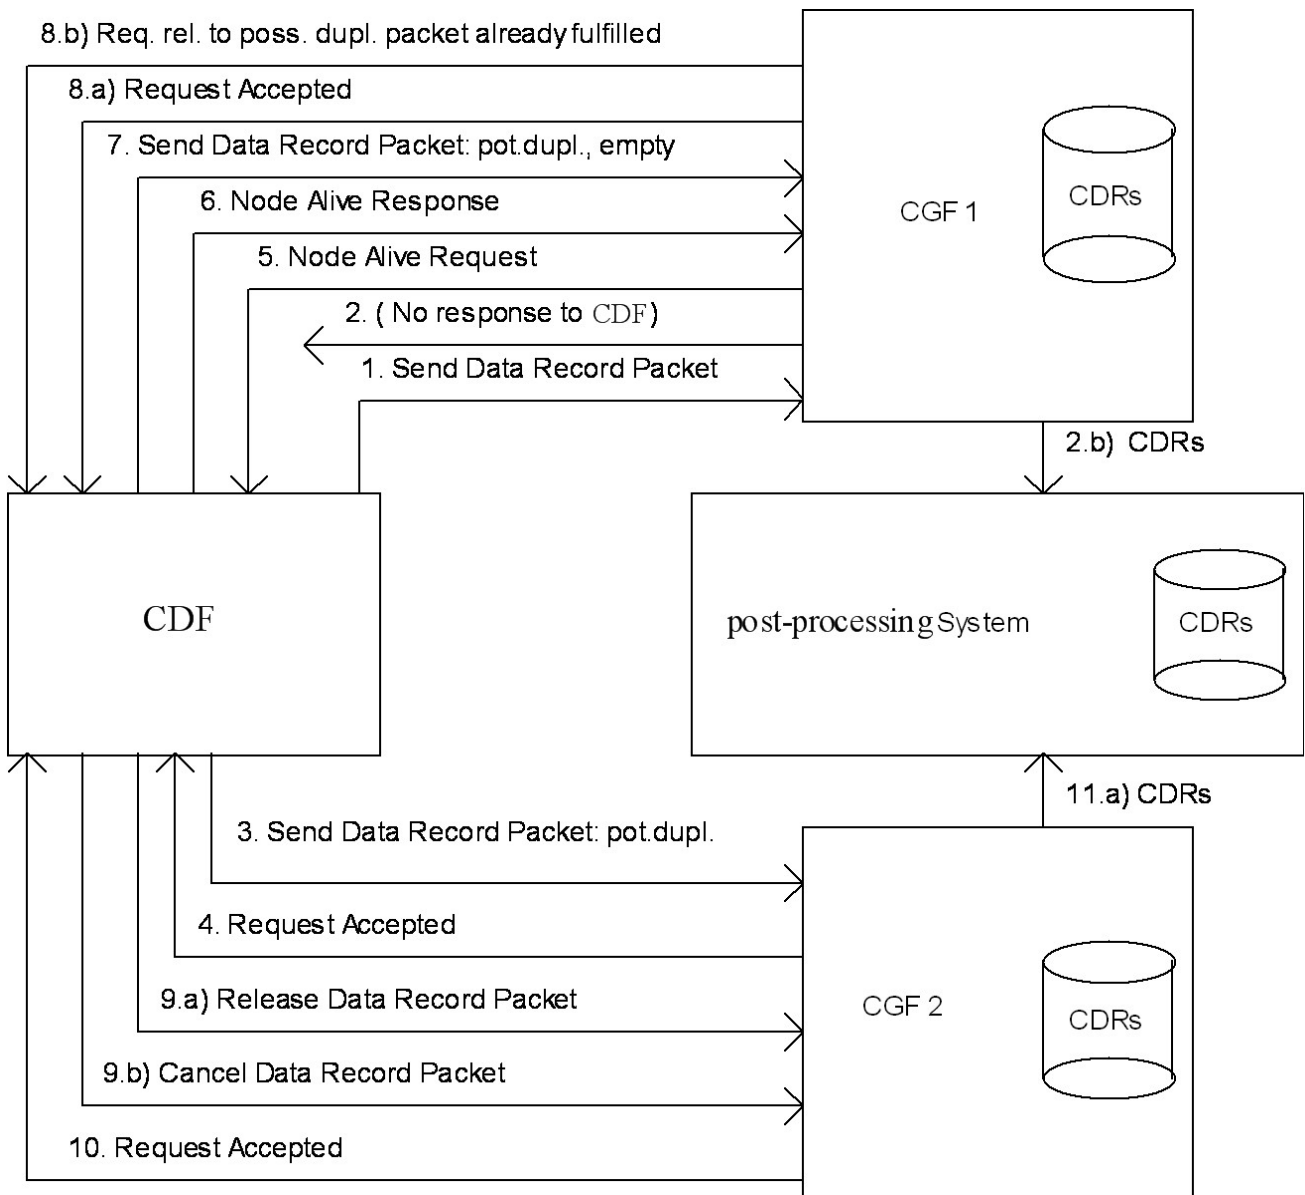 8.b) Req. rel. to poss. dupl. packet already fulfilled
8.a) Request Accepted
7. Send Data Record Packet: pot.dupl., empty
6. Node Alive Response
5. Node Alive Request
2. ( No response to CDF)
1. Send Data Record Packet
CGF 1
CDRs
2.b) CDRs
CDF
post-processing System
CDRs
11.a) CDRs
3. Send Data Record Packet: pot.dupl.
4. Request Accepted
9.a) Release Data Record Packet
9.b) Cancel Data Record Packet
10. Request Accepted
CGF 2
CDRs